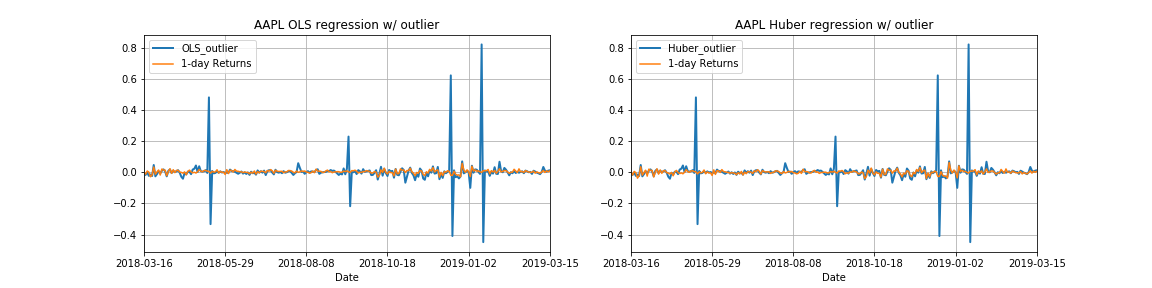 AAPL OLS regression w/ outlier
0.8
0.6
0.4
0.2
0.0
−0.2
−0.4
OLS_outlier
1-day Returns
2018-03-16 2018-05-29 2018-08-08 2018-10-18 2019-01-02 2019-03-15
Date
AAPL Huber regression w/ outlier
0.8
0.6
0.4
0.2
0.0
−0.2
−0.4
Huber_outlier
1-day Returns
2018-03-16 2018-05-29 2018-08-08 2018-10-18 2019-01-02 2019-03-15
Date